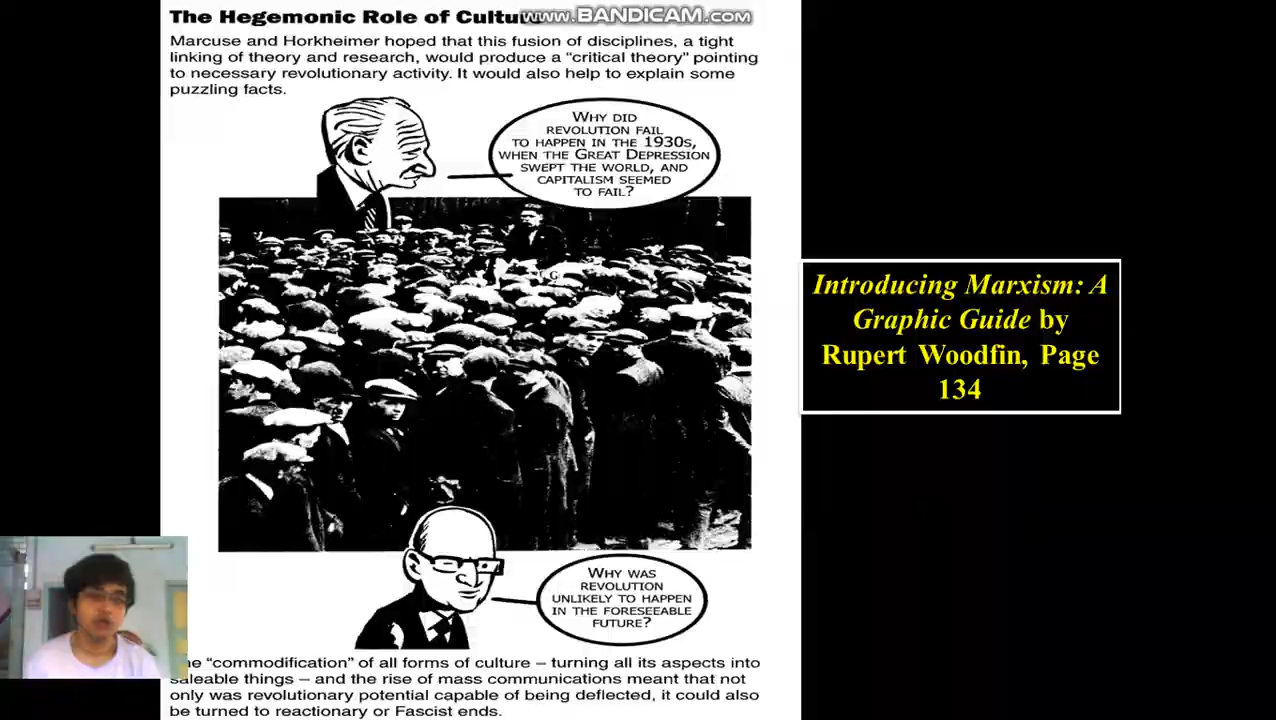 The Hegemonic Role of Cultu
www.BANDICAM.com
Marcuse and Horkheimer hoped that this fusion of disciplines, a tight
linking of theory and research, would produce a “critical theory” pointing
to necessary revolutionary activity. It would also help to explain some
puzzling facts.
WHY DID
REVOLUTION FAIL
TO HAPPEN IN THE 1930s,
WHEN THE GREAT DEPRESSION
SWEPT THE WORLD, AND
CAPITALISM SEEMED
TO FAIL?
Introducing Marxism: A
Graphic Guide by
Rupert Woodfin, Page
134
WHY WAS
REVOLUTION
UNLIKELY TO HAPPEN
IN THE FORESEEABLE
FUTURE?
“commodification” of all forms of culture – turning all its aspects into
saleable things – and the rise of mass communications meant that not
only was revolutionary potential capable of being deflected, it could also
be turned to reactionary or Fascist ends.